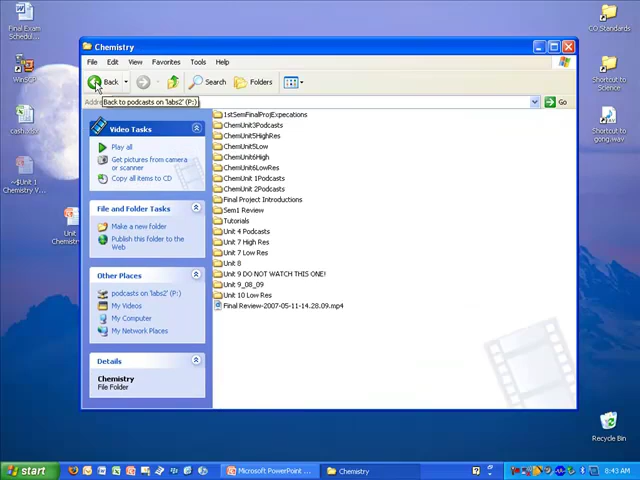 Final Exam
Schedul...
WinSCP
cash.xlsx
~$Unit 1
Chemistry V...
Unit
Chemistry
CO Standards
Shortcut to
Science
Shortcut to
gong.wav
Recycle Bin
Chemistry
File Edit View Favorites Tools Help
Back Search Folders
Addre Back to podcasts on 'labs2' (P:) Go
Video Tasks
Play all
Get pictures from camera
or scanner
Copy all items to CD
File and Folder Tasks
Make a new folder
Publish this folder to the
Web
Other Places
podcasts on 'labs2' (P:)
My Videos
My Computer
My Network Places
Details
Chemistry
File Folder
1stSemFinalProjExpecations
ChemUnit3Podcasts
ChemUnit5HighRes
ChemUnit5Low
ChemUnit6High
ChemUnit6LowRes
ChemUnit 1Podcasts
ChemUnit 2Podcasts
Final Project Introductions
Sem1 Review
Tutorials
Unit 4 Podcasts
Unit 7 High Res
Unit 7 Low Res
Unit 8
Unit 9 DO NOT WATCH THIS ONE!
Unit 9_08_09
Unit 10 Low Res
Final Review-2007-05-11-14.28.09.mp4
start
Microsoft PowerPoint ...
Chemistry
8:43 AM